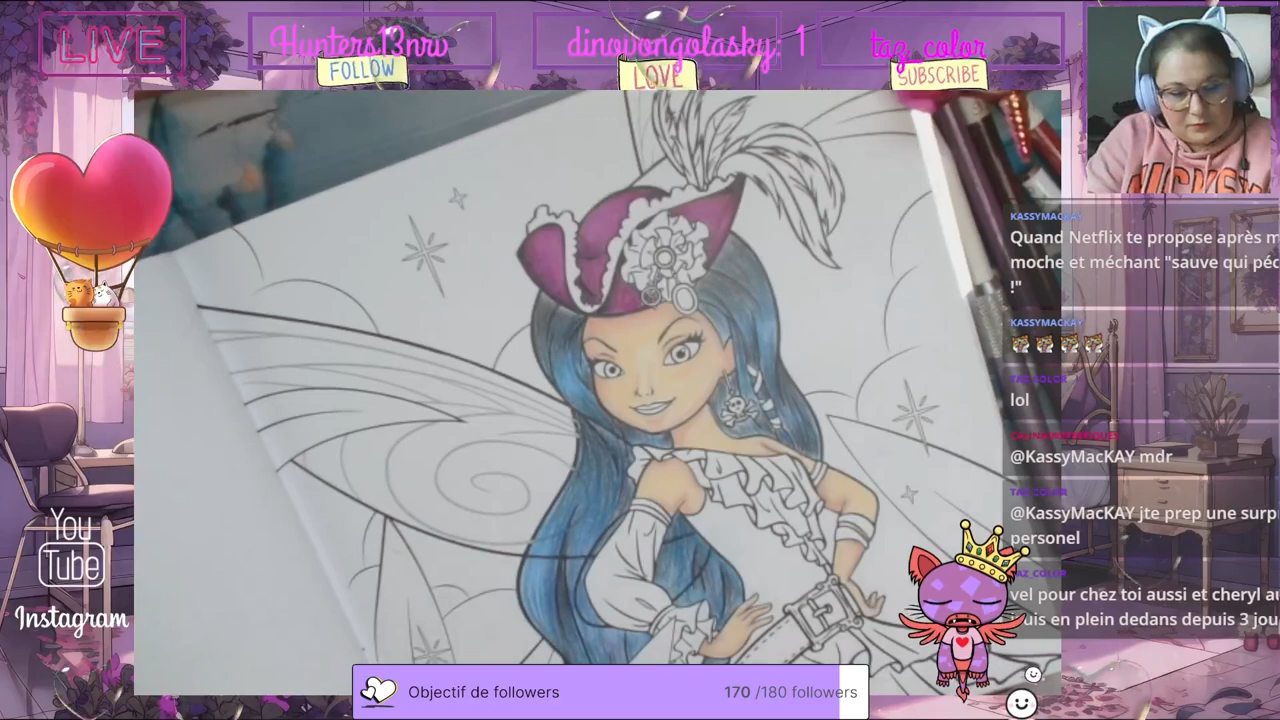 LIVE
Hunters13nrv
FOLLOW
dinovongolasky: 1
LOVE
taz_color
SUBSCRIBE
KASSYMACKAY
Quand Netflix te propose après m
moche et méchant "sauve qui péc
!"
KASSYMACKAY
TAZ_COLOR
lol
@KassyMacKAY mdr
TAZ_COLOR
@KassyMacKAY jte prep une surp
personel
TAZ_COLOR
vel pour chez toi aussi et cheryl au
uis en plein dedans depuis 3 jou
You
Tube
Instagram
Objectif de followers
170 /180 followers